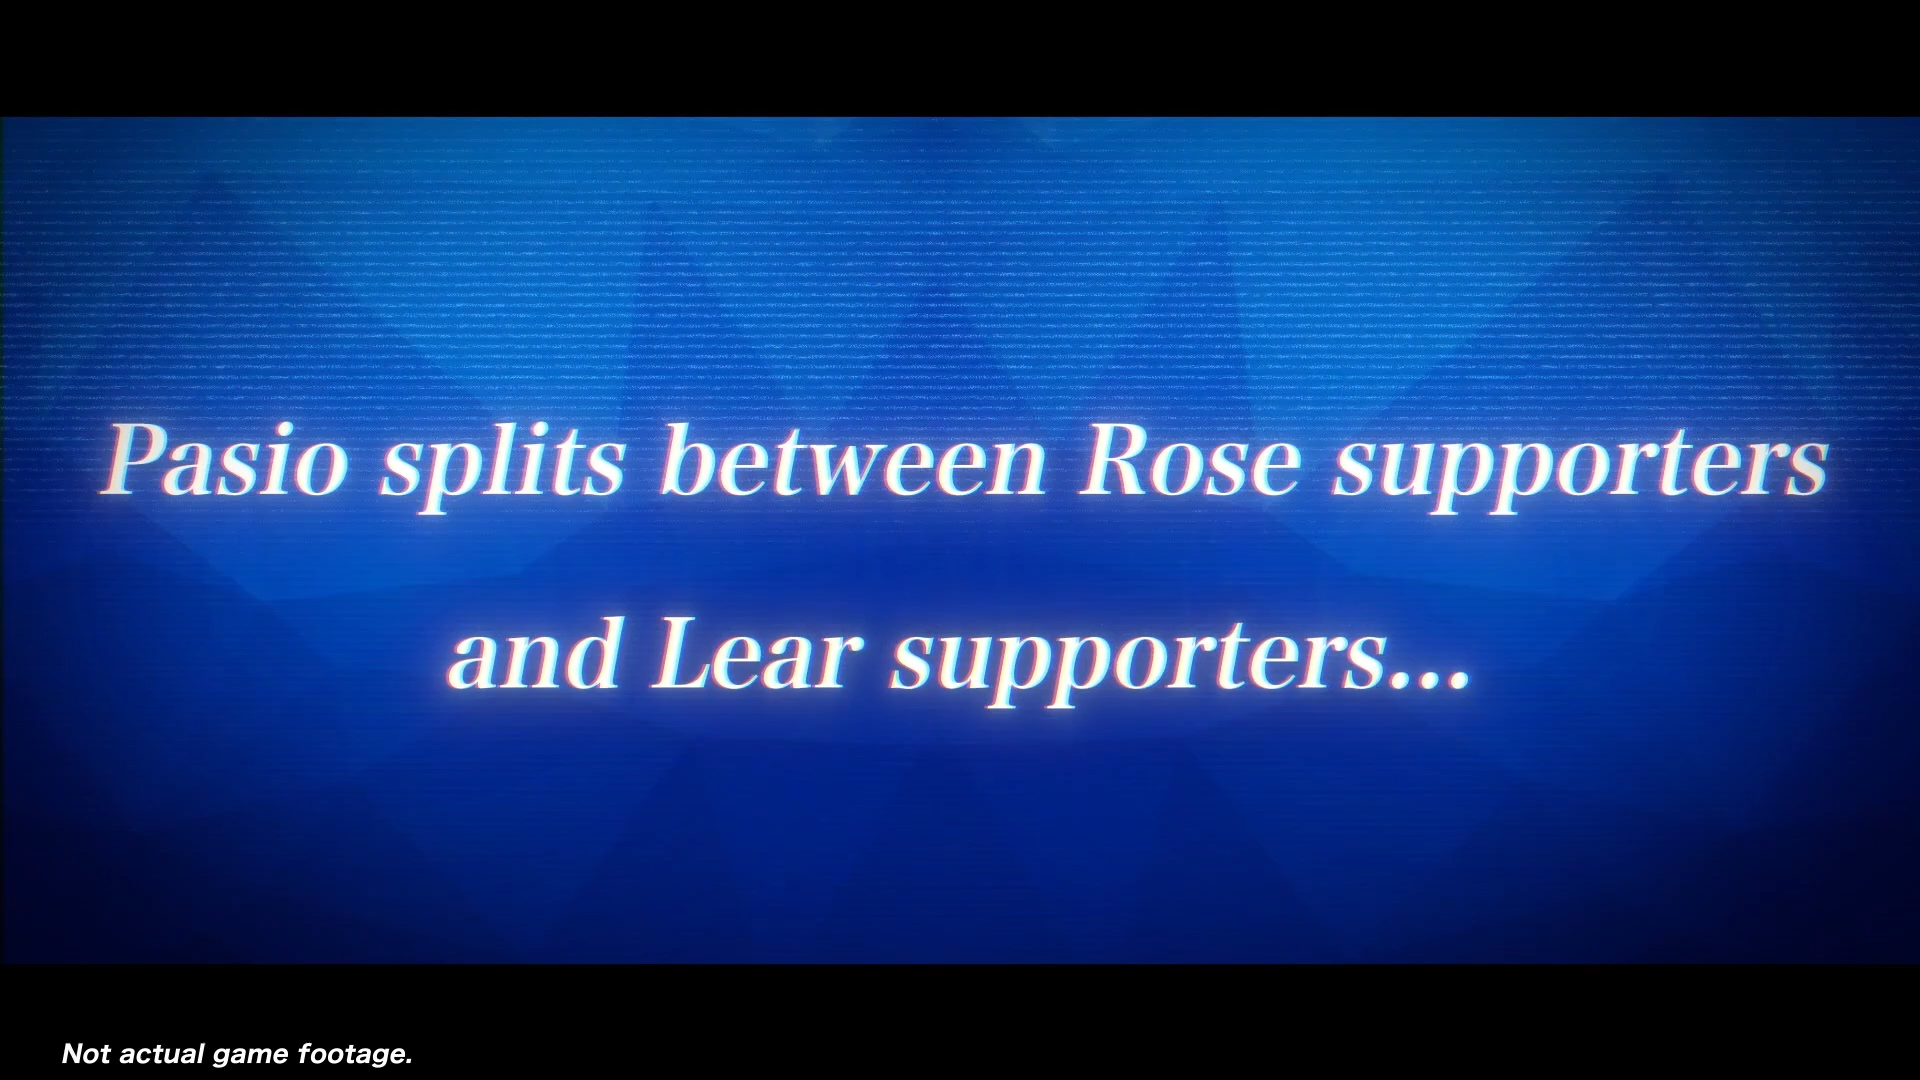 Pasio splits between Rose supporters
and Lear supporters...
Not actual game footage.